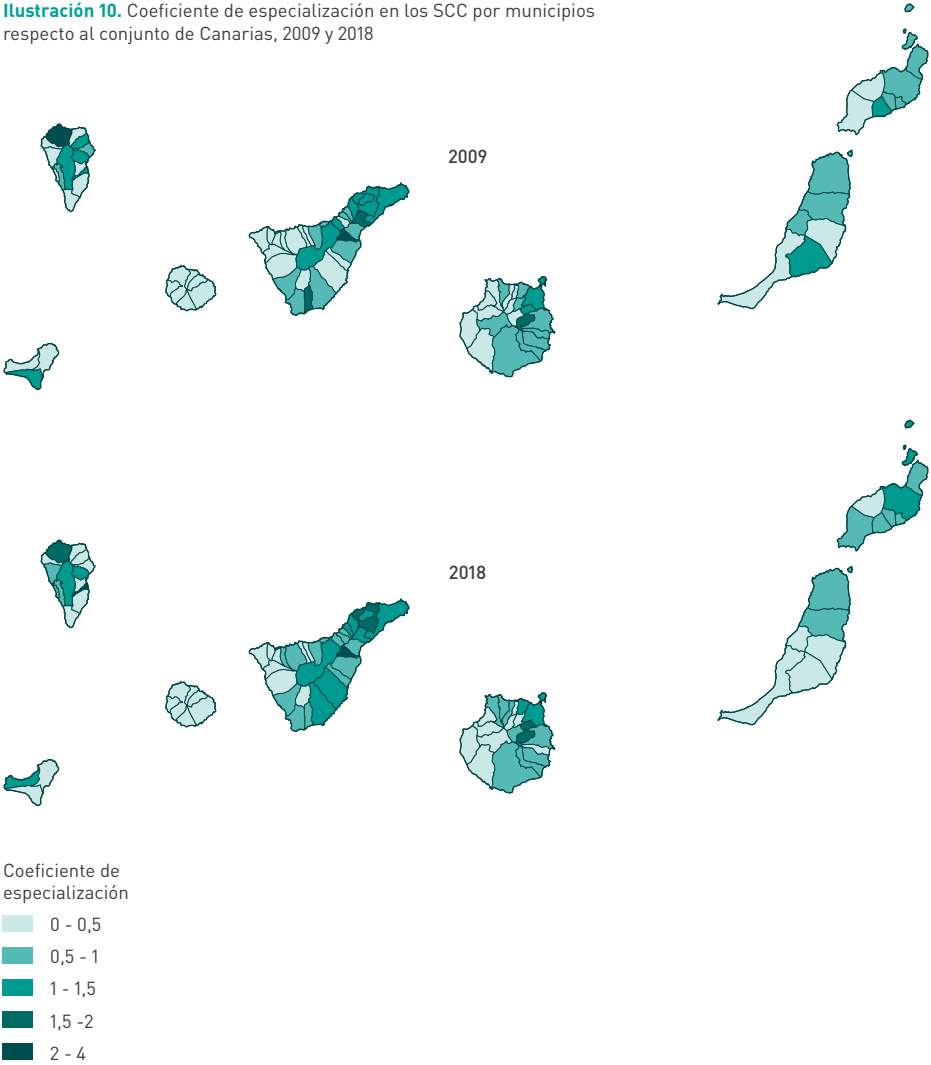 Ilustración 10. Coeficiente de especialización en los SCC por municipios
respecto al conjunto de Canarias, 2009 y 2018
2009
2018
Coeficiente de
especialización
0 - 0,5
0,5 - 1
1 - 1,5
1,5 -2
2 - 4